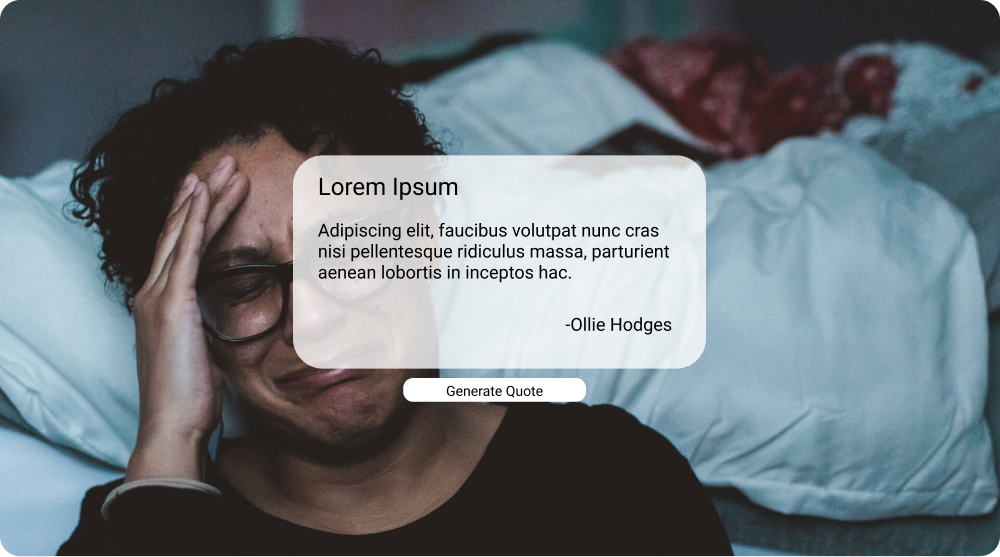 Lorem Ipsum
Adipiscing elit, faucibus volutpat nunc cras
nisi pellentesque ridiculus massa, parturient
aenean lobortis in inceptos hac.
-Ollie Hodges
Generate Quote